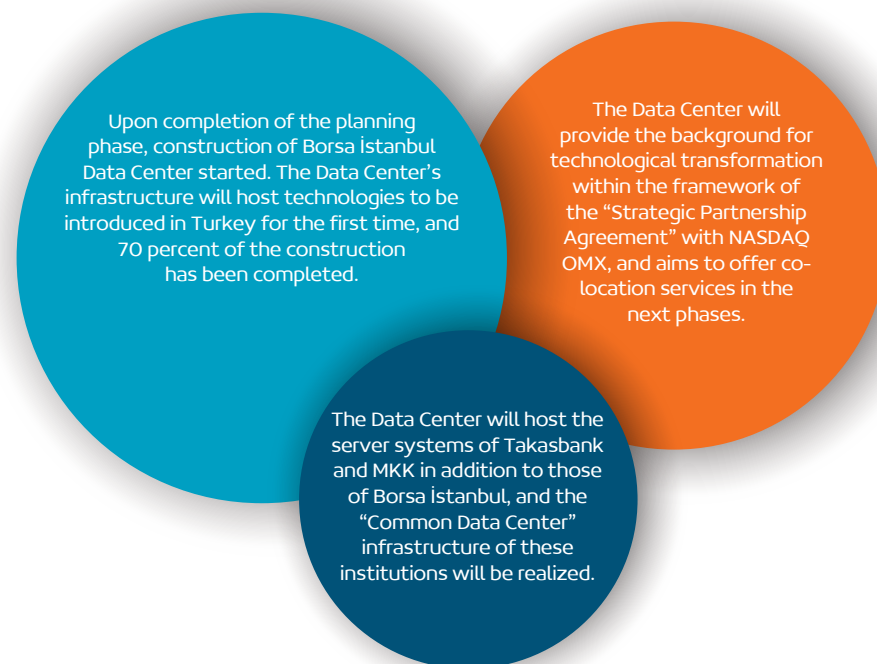 Upon completion of the planning
phase, construction of Borsa İstanbul
Data Center started. The Data Center’s
infrastructure will host technologies to be
introduced in Turkey for the first time, and
70 percent of the construction
has been completed.
The Data Center will
provide the background for
technological transformation
within the framework of
the “Strategic Partnership
Agreement” with NASDAQ
OMX, and aims to offer co-
location services in the
next phases.
The Data Center will host the
server systems of Takasbank
and MKK in addition to those
of Borsa İstanbul, and the
“Common Data Center”
infrastructure of these
institutions will be realized.